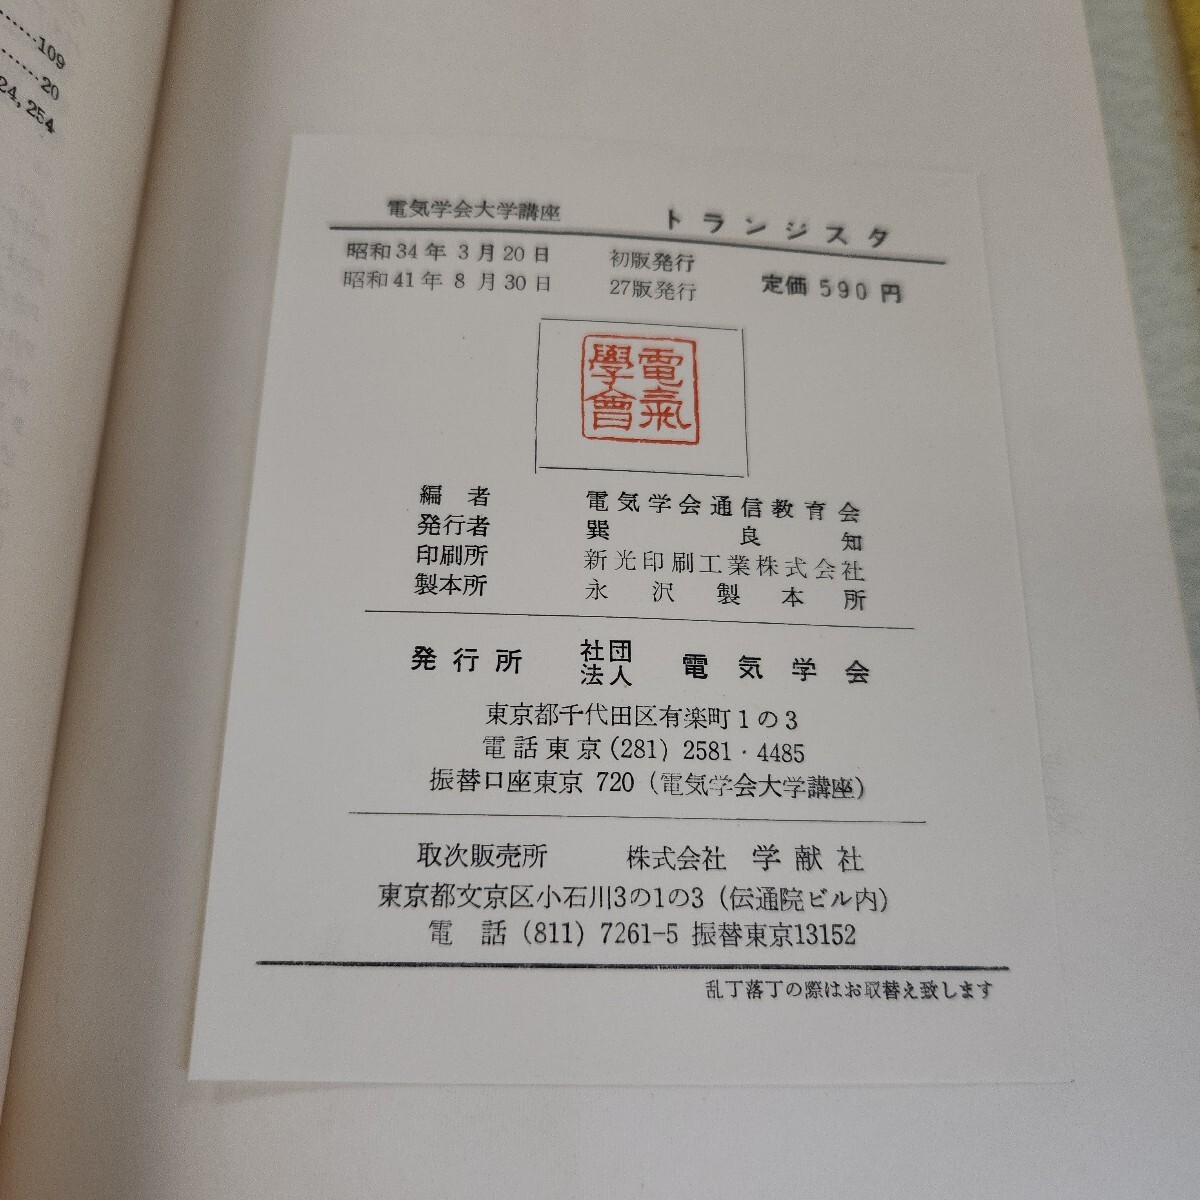 109
20
24, 254
電気学会大学講座 トランジスタ
昭和34年 3月20日 初版発行
昭和41年 8月30日 27版発行 定価 590 円
電氣學會
編者 電気学会通信教育会
発行者 巽良知
印刷所 新光印刷工業株式会社
製本所 永沢製本所
発行所 社団法人 電気学会
東京都千代田区有楽町1の3
電話東京(281) 2581・4485
振替口座東京 720 (電気学会大学講座)
取次販売所 株式会社 学献社
東京都文京区小石川3の1の3 (伝通院ビル内)
電話 (811) 7261-5 振替東京13152
乱丁落丁の際はお取替え致します